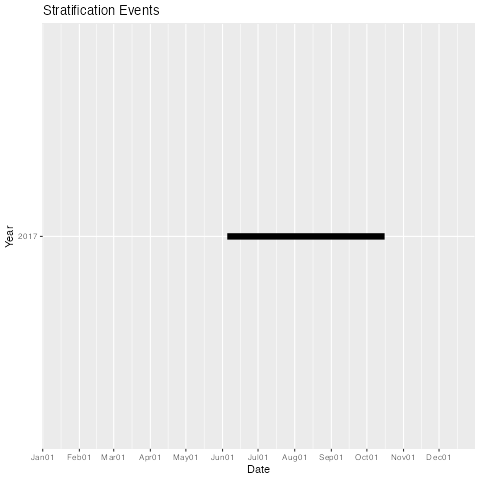 Stratification Events
Year
2017
Jan01 Feb01 Mar01 Apr01 May01 Jun01 Jul01 Aug01 Sep01 Oct01 Nov01 Dec01
Date